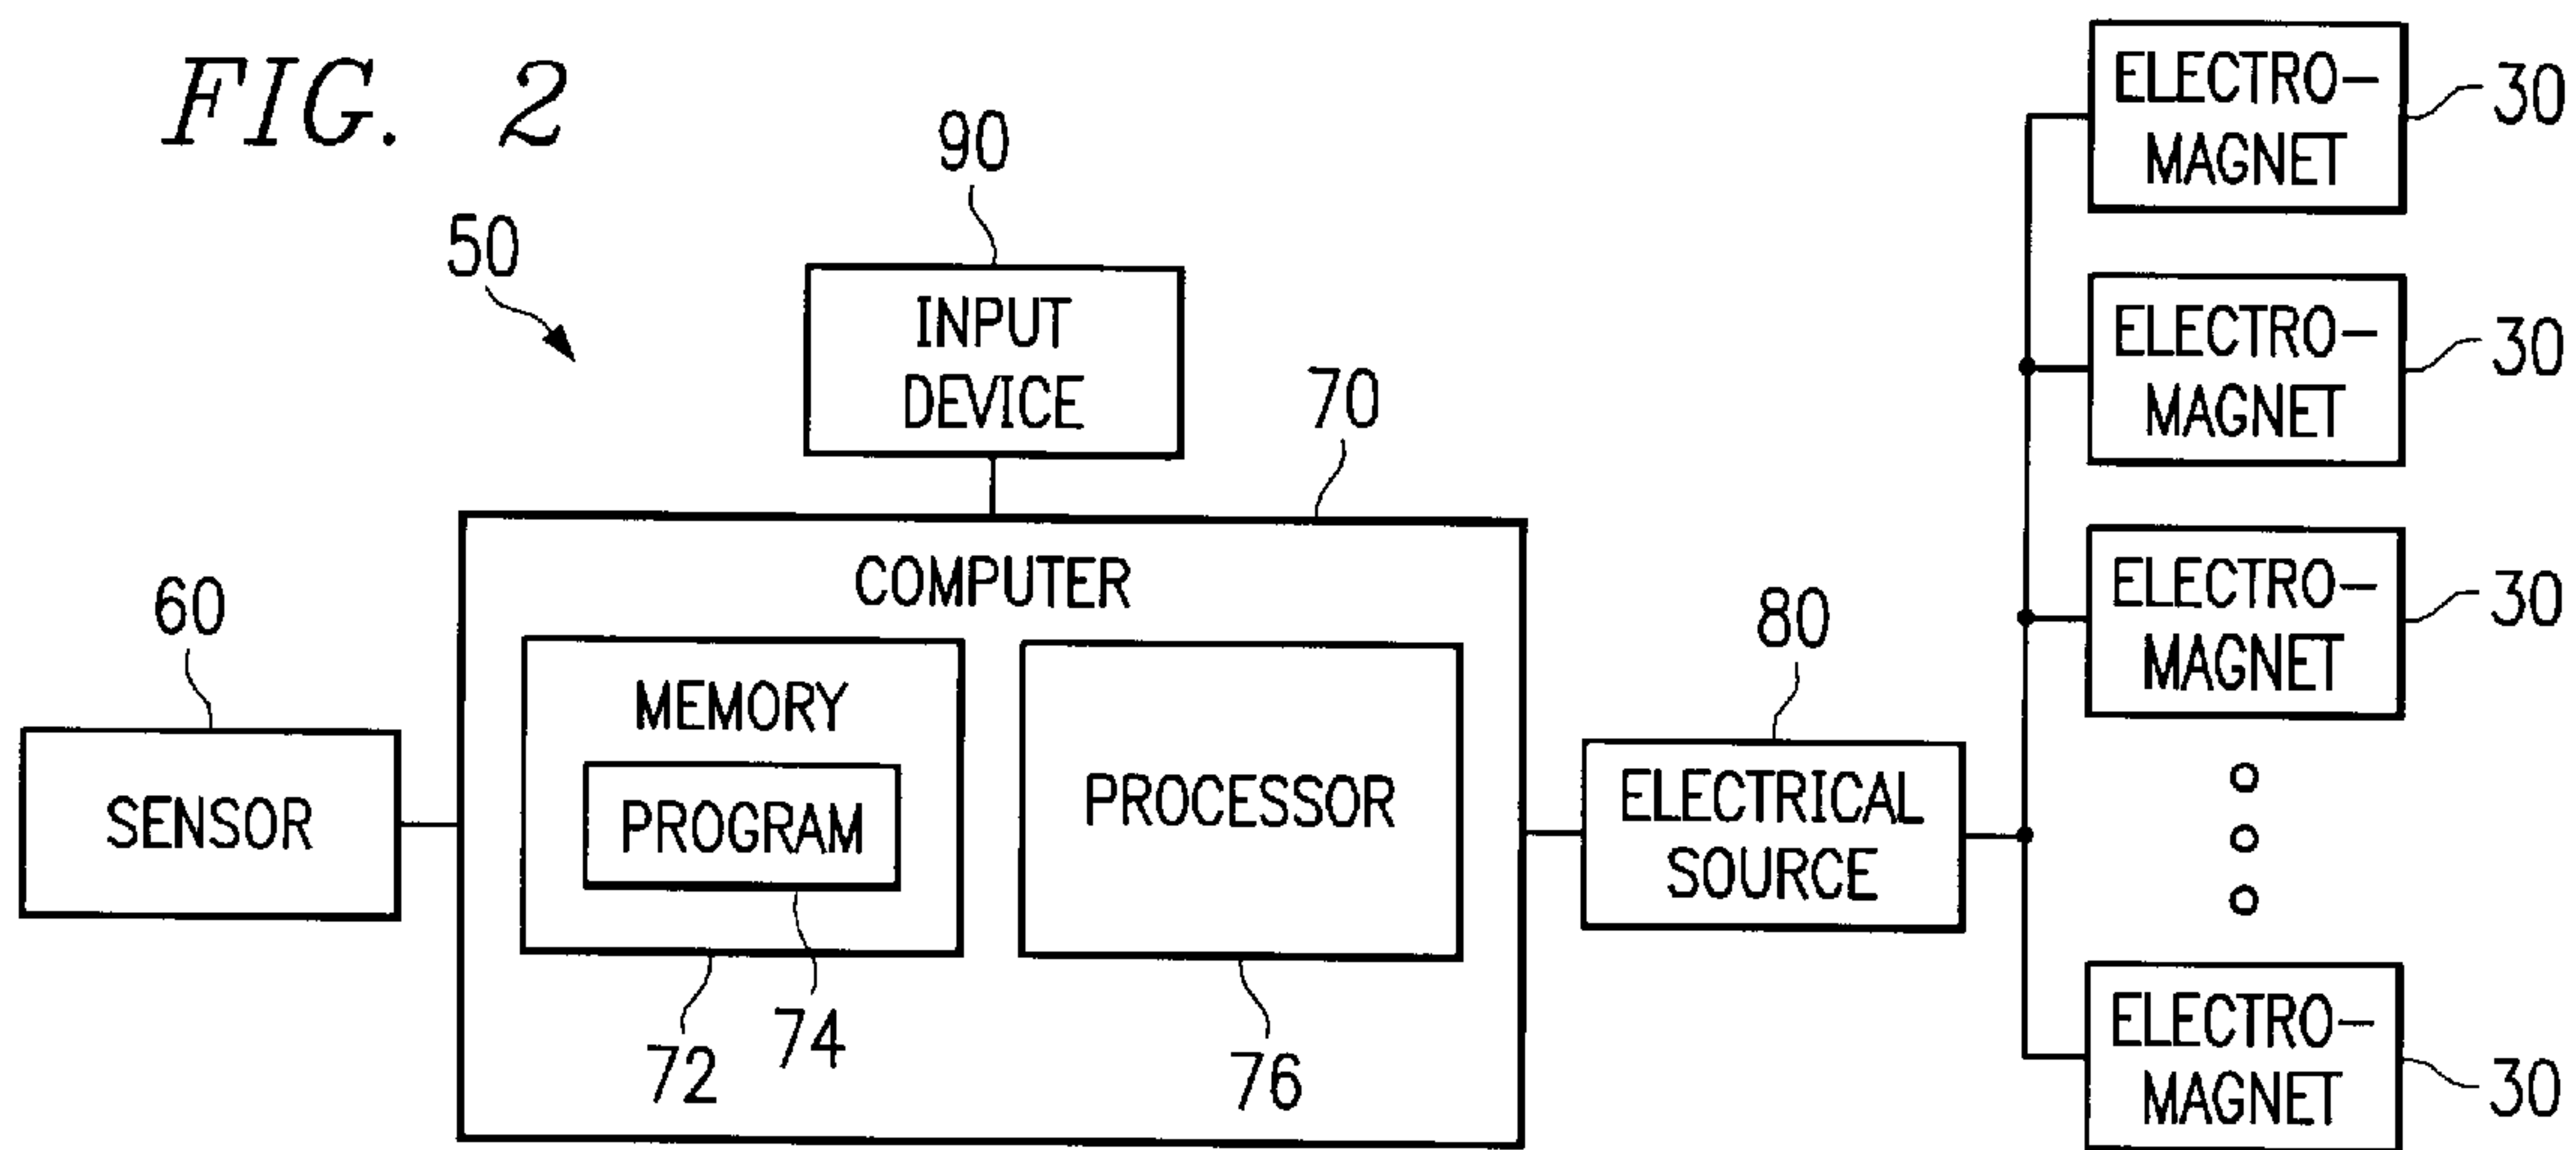 FIG. 2
50
90
INPUT
DEVICE
70
COMPUTER
60
SENSOR
MEMORY
PROGRAM
72
74
PROCESSOR
76
80
ELECTRICAL
SOURCE
ELECTRO-
MAGNET
30
ELECTRO-
MAGNET
30
ELECTRO-
MAGNET
30
ELECTRO-
MAGNET
30